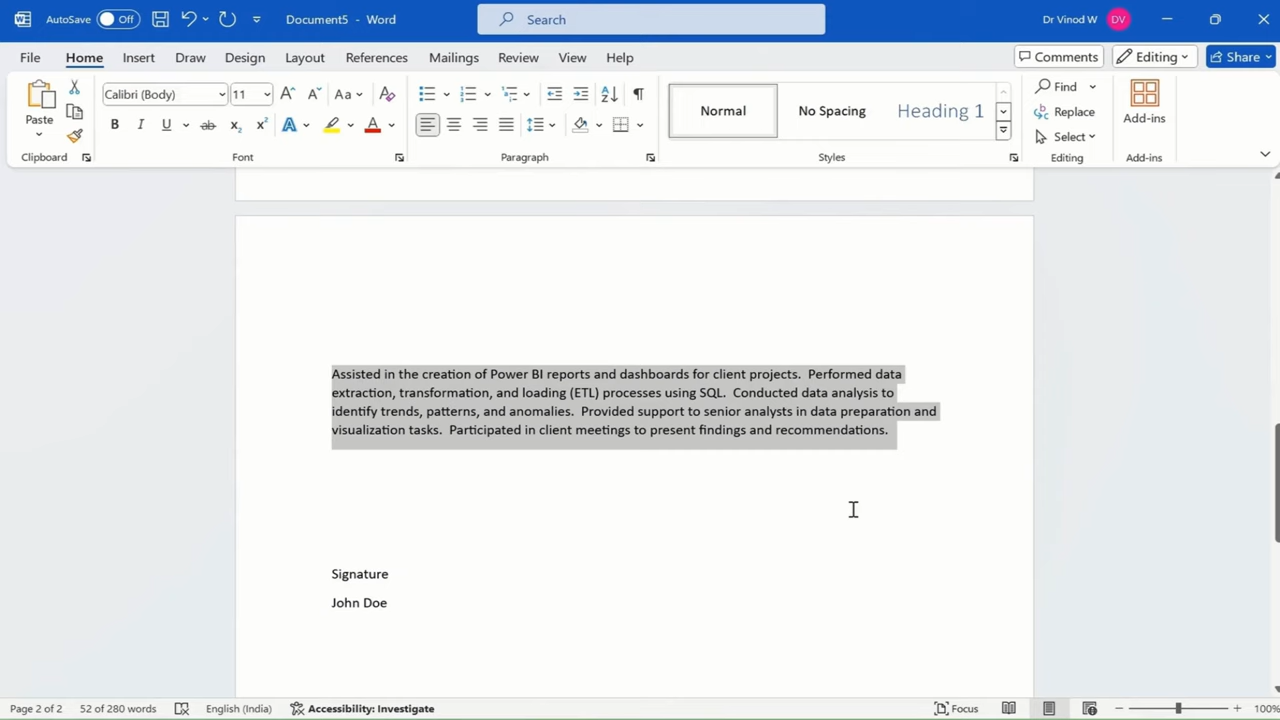 AutoSave Off Document5 - Word Search Dr Vinod W DV
File Home Insert Draw Design Layout References Mailings Review View Help Comments Editing Share
Paste Calibri (Body) 11 Aa Normal No Spacing Heading 1 Find Replace Select Add-ins
Clipboard Font Paragraph Styles Editing Add-ins
Assisted in the creation of Power BI reports and dashboards for client projects.  Performed data
extraction, transformation, and loading (ETL) processes using SQL.  Conducted data analysis to
identify trends, patterns, and anomalies.  Provided support to senior analysts in data preparation and
visualization tasks.  Participated in client meetings to present findings and recommendations.
Signature
John Doe
Page 2 of 2 52 of 280 words English (India) Accessibility: Investigate Focus 100%